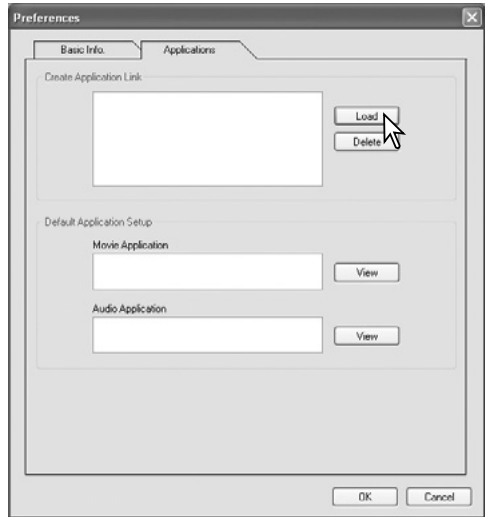 Preferences
Basic Info. Applications
Create Application Link
Load
Delete
Default Application Setup
Movie Application
View
Audio Application
View
OK Cancel